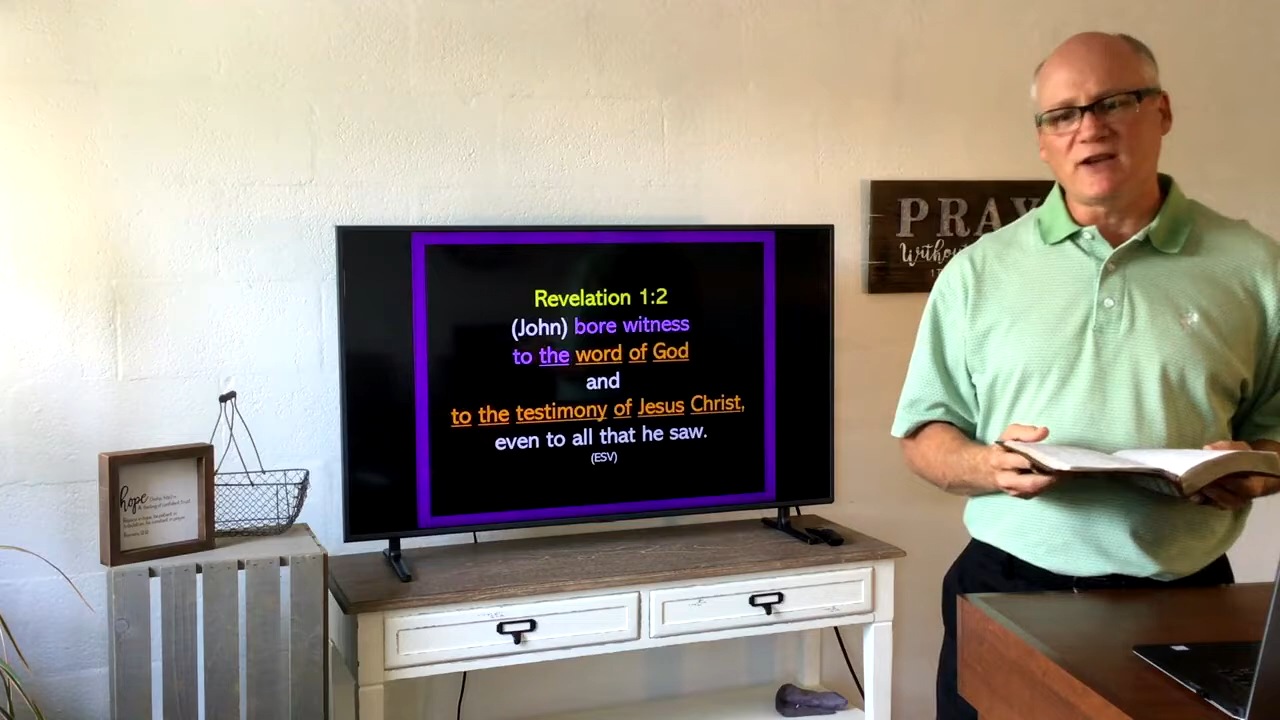 Revelation 1:2
(John) bore witness
to the word of God
and
to the testimony of Jesus Christ,
even to all that he saw.
(ESV)
PRAY
Witho
hope